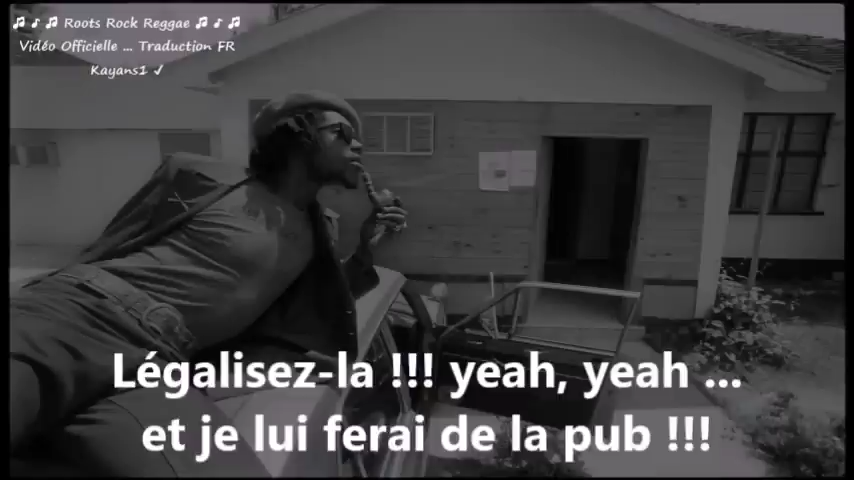 ♫ ♪ ♫ Roots Rock Reggae ♫ ♪ ♫
Vidéo Officielle ... Traduction FR
Kayans1 ✓
Légalisez-la !!! yeah, yeah ...
et je lui ferai de la pub !!!